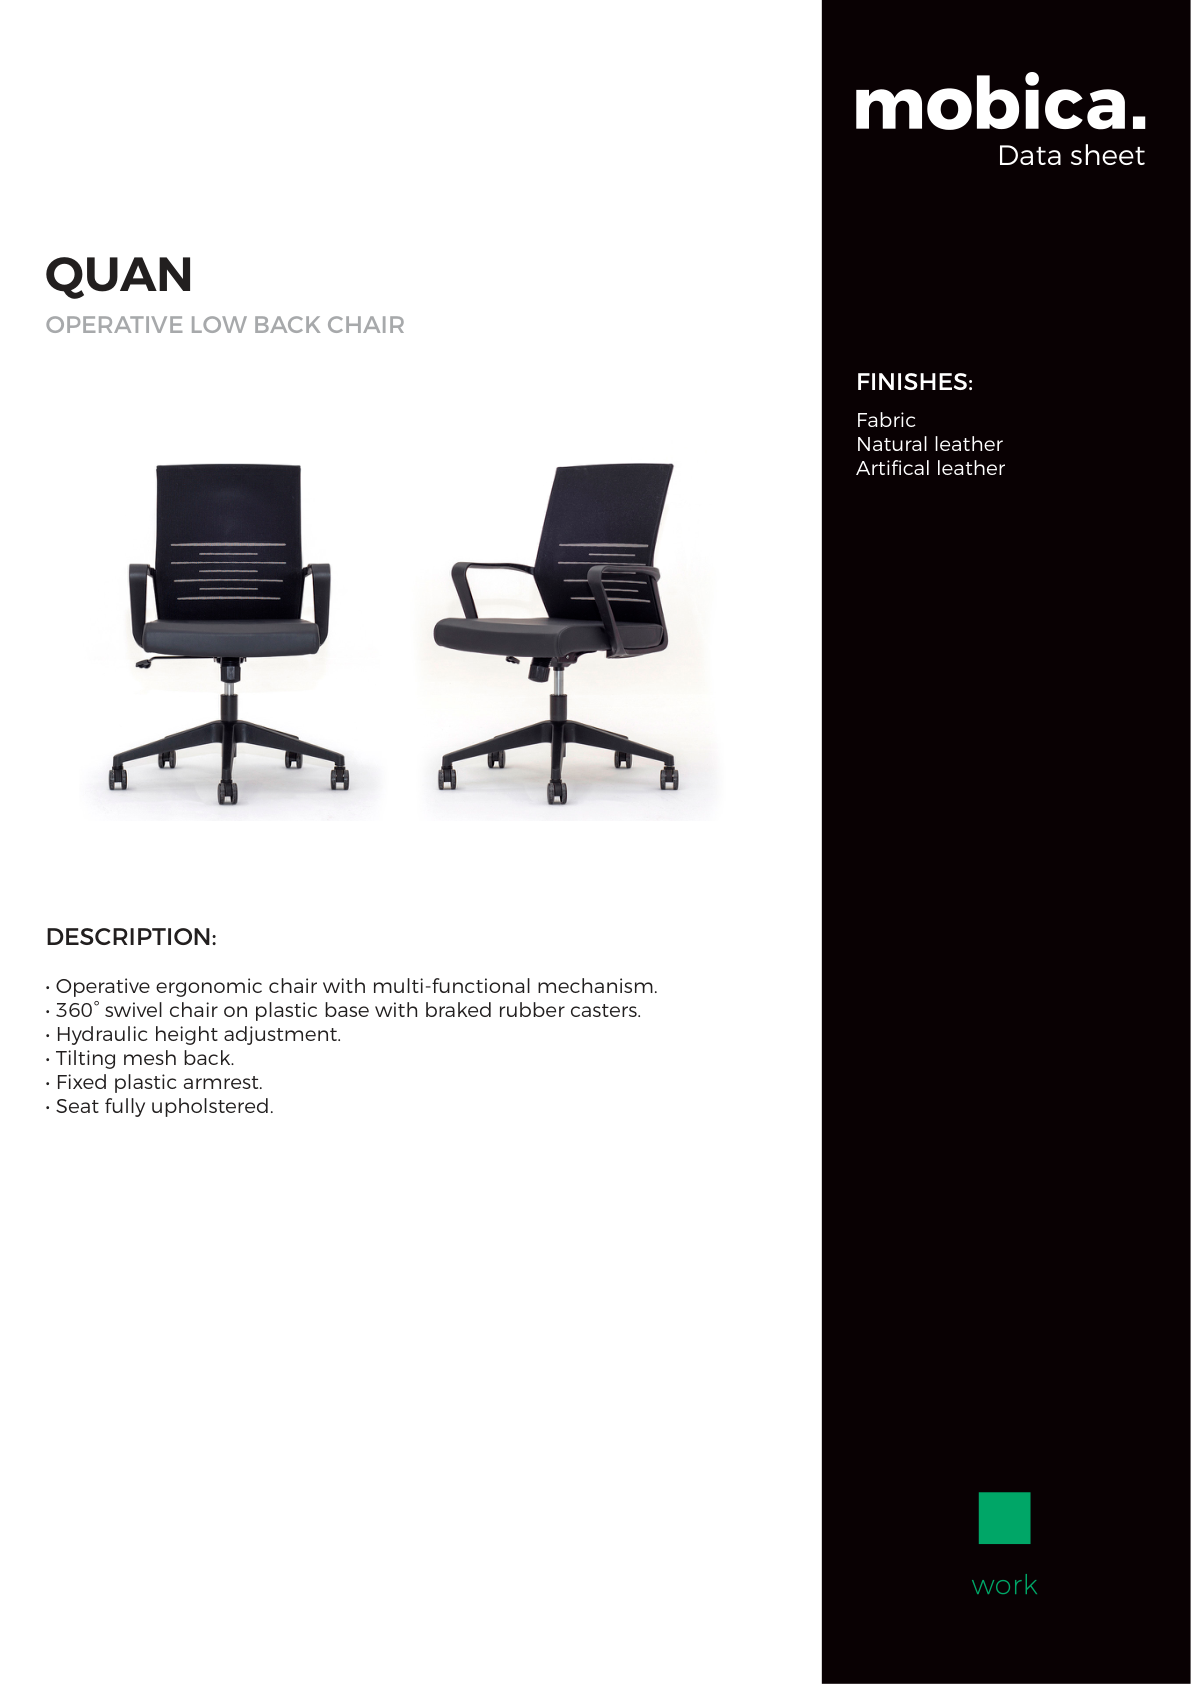 mobica.
Data sheet
QUAN
OPERATIVE LOW BACK CHAIR
FINISHES:
Fabric
Natural leather
Artifical leather
DESCRIPTION:
• Operative ergonomic chair with multi-functional mechanism.
• 360° swivel chair on plastic base with braked rubber casters.
• Hydraulic height adjustment.
• Tilting mesh back.
• Fixed plastic armrest.
• Seat fully upholstered.
work